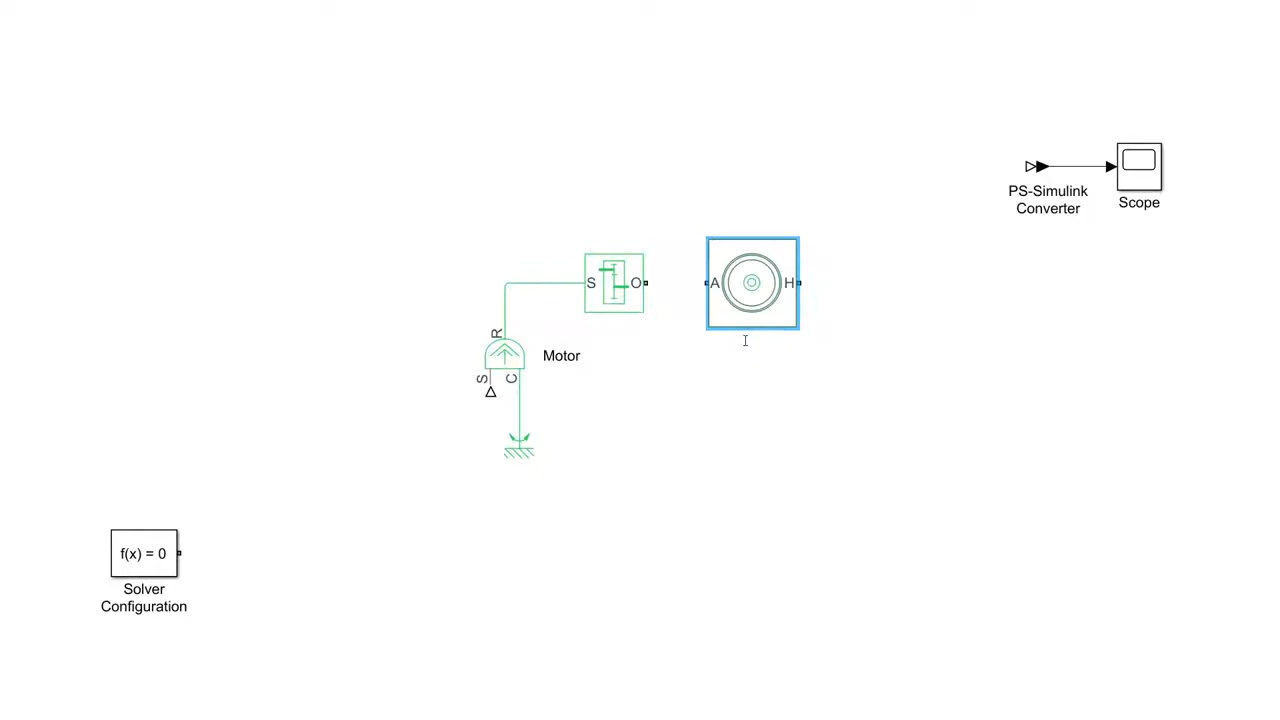 PS-Simulink
Converter
Scope
S
O
A
H
R
Motor
S
C
f(x) = 0
Solver
Configuration